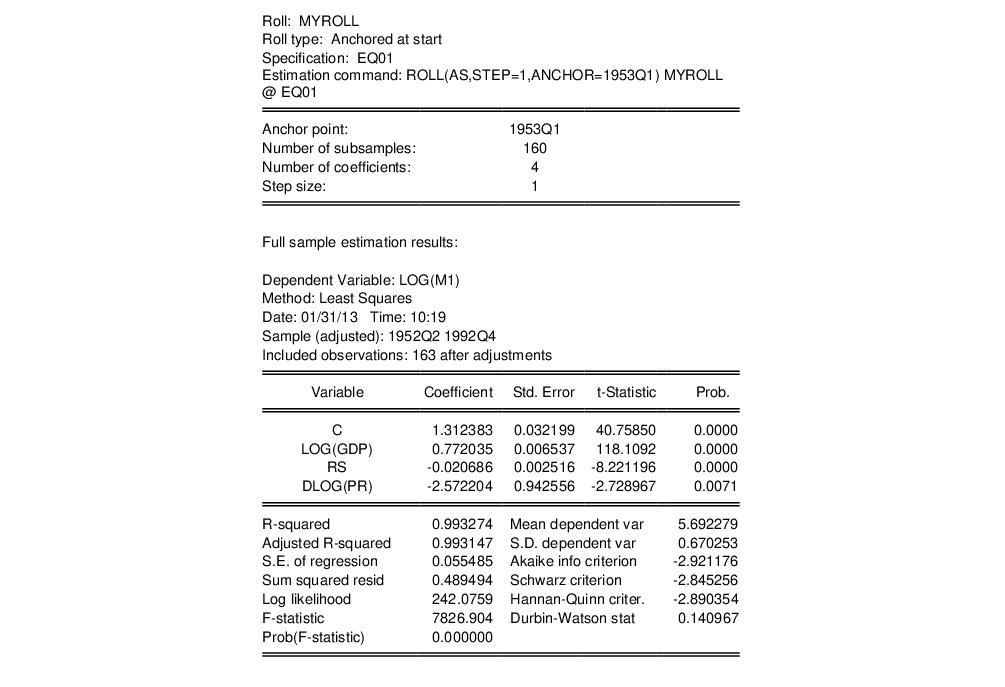 Roll: MYROLL
Roll type: Anchored at start
Specification: EQ01
Estimation command: ROLL(AS,STEP=1,ANCHOR=1953Q1) MYROLL
@ EQ01
Anchor point: 1953Q1
Number of subsamples: 160
Number of coefficients: 4
Step size: 1
Full sample estimation results:
Dependent Variable: LOG(M1)
Method: Least Squares
Date: 01/31/13 Time: 10:19
Sample (adjusted): 1952Q2 1992Q4
Included observations: 163 after adjustments
Variable Coefficient Std. Error t-Statistic Prob.
C 1.312383 0.032199 40.75850 0.0000
LOG(GDP) 0.772035 0.006537 118.1092 0.0000
RS -0.020686 0.002516 -8.221196 0.0000
DLOG(PR) -2.572204 0.942556 -2.728967 0.0071
R-squared 0.993274 Mean dependent var 5.692279
Adjusted R-squared 0.993147 S.D. dependent var 0.670253
S.E. of regression 0.055485 Akaike info criterion -2.921176
Sum squared resid 0.489494 Schwarz criterion -2.845256
Log likelihood 242.0759 Hannan-Quinn criter. -2.890354
F-statistic 7826.904 Durbin-Watson stat 0.140967
Prob(F-statistic) 0.000000